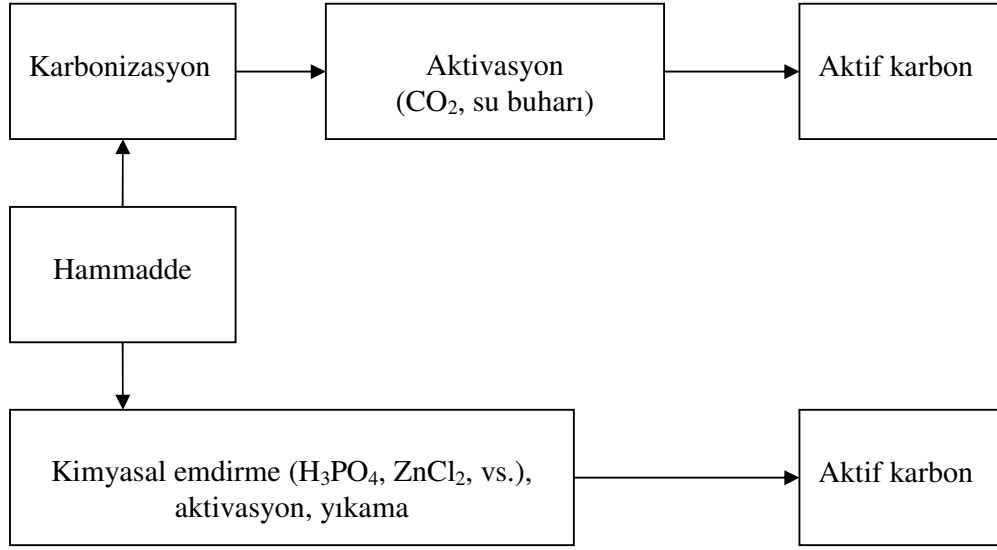 Karbonizasyon
Aktivasyon
(CO₂, su buharı)
Aktif karbon
Hammadde
Kimyasal emdirme (H₃PO₄, ZnCl₂, vs.),
aktivasyon, yıkama
Aktif karbon